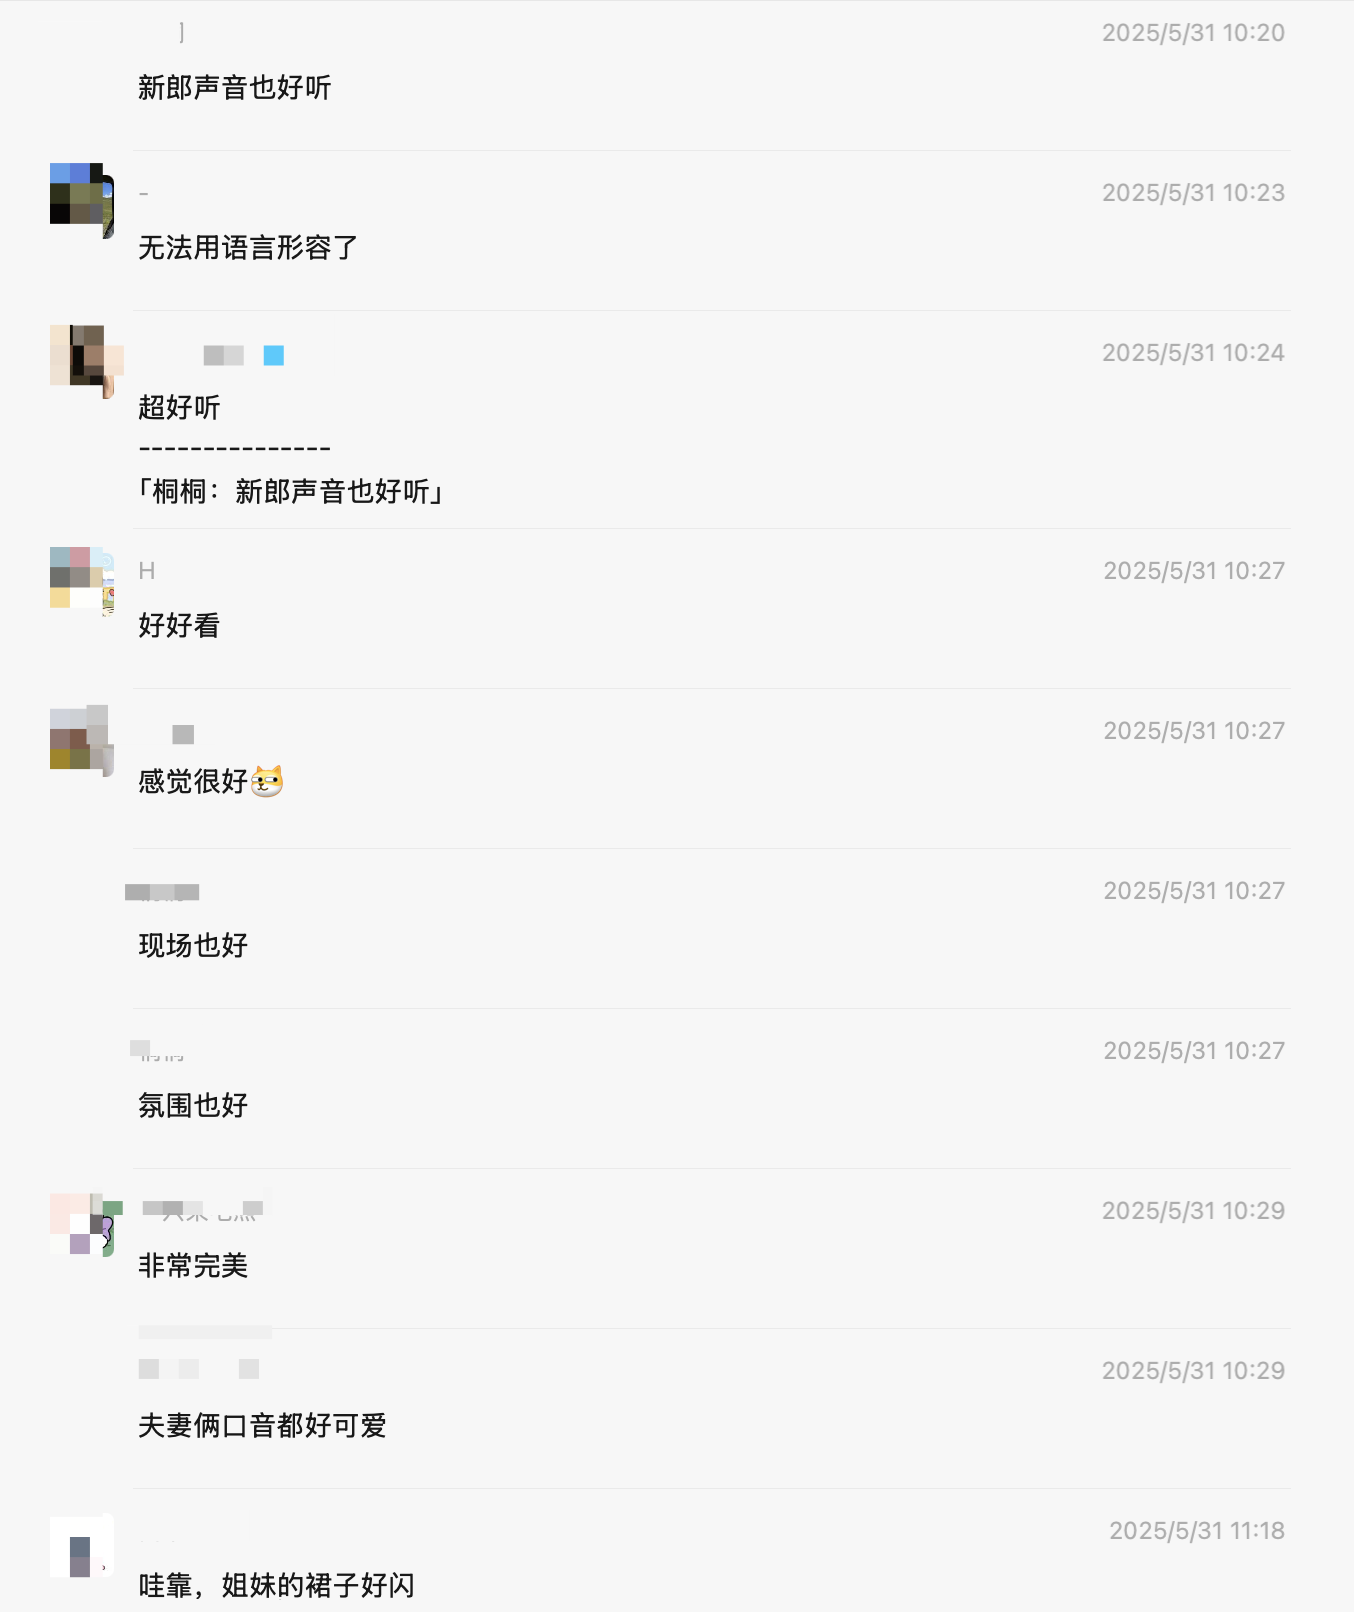 2025/5/31 10:20
新郎声音也好听
-
2025/5/31 10:23
无法用语言形容了
2025/5/31 10:24
超好听
---------------
「桐桐：新郎声音也好听」
H
2025/5/31 10:27
好好看
2025/5/31 10:27
感觉很好
2025/5/31 10:27
现场也好
2025/5/31 10:27
氛围也好
2025/5/31 10:29
非常完美
2025/5/31 10:29
夫妻俩口音都好可爱
2025/5/31 11:18
哇靠，姐妹的裙子好闪